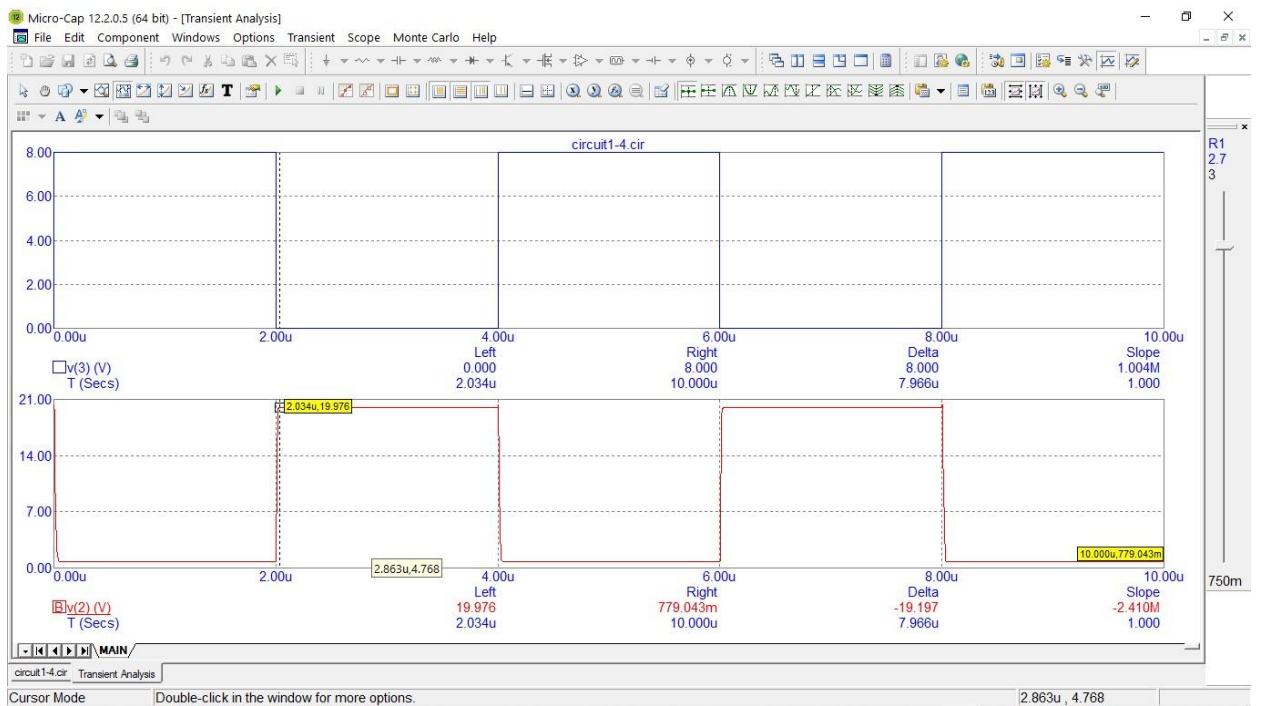 12 Micro-Cap 12.2.0.5 (64 bit) - [Transient Analysis]
File Edit Component Windows Options Transient Scope Monte Carlo Help
T
A
circuit1-4.cir
8.00
6.00
4.00
2.00
0.00
0.00u 2.00u 4.00u 6.00u 8.00u 10.00u
Left Right Delta Slope
v(3) (V) 0.000 8.000 8.000 1.004M
T (Secs) 2.034u 10.000u 7.966u 1.000
21.00
2.034u,19.976
14.00
7.00
10.000u,779.043m
2.863u,4.768
0.00
0.00u 2.00u 4.00u 6.00u 8.00u 10.00u
Left Right Delta Slope
B v(2) (V) 19.976 779.043m -19.197 -2.410M
T (Secs) 2.034u 10.000u 7.966u 1.000
R1
2.7
3
750m
MAIN
circuit1-4.cir Transient Analysis
Cursor Mode Double-click in the window for more options. 2.863u , 4.768